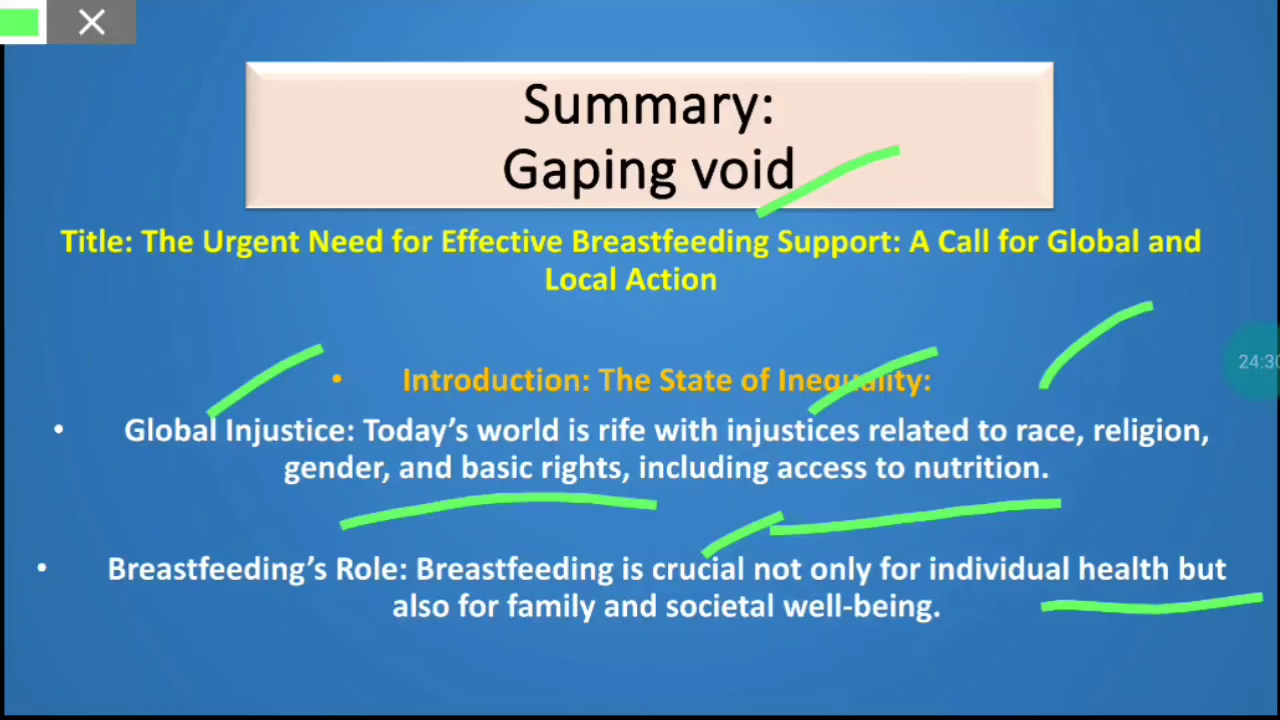 Summary:
Gaping void
Title: The Urgent Need for Effective Breastfeeding Support: A Call for Global and
Local Action
• Introduction: The State of Inequality:
• Global Injustice: Today's world is rife with injustices related to race, religion,
gender, and basic rights, including access to nutrition.
24:30
• Breastfeeding's Role: Breastfeeding is crucial not only for individual health but
also for family and societal well-being.